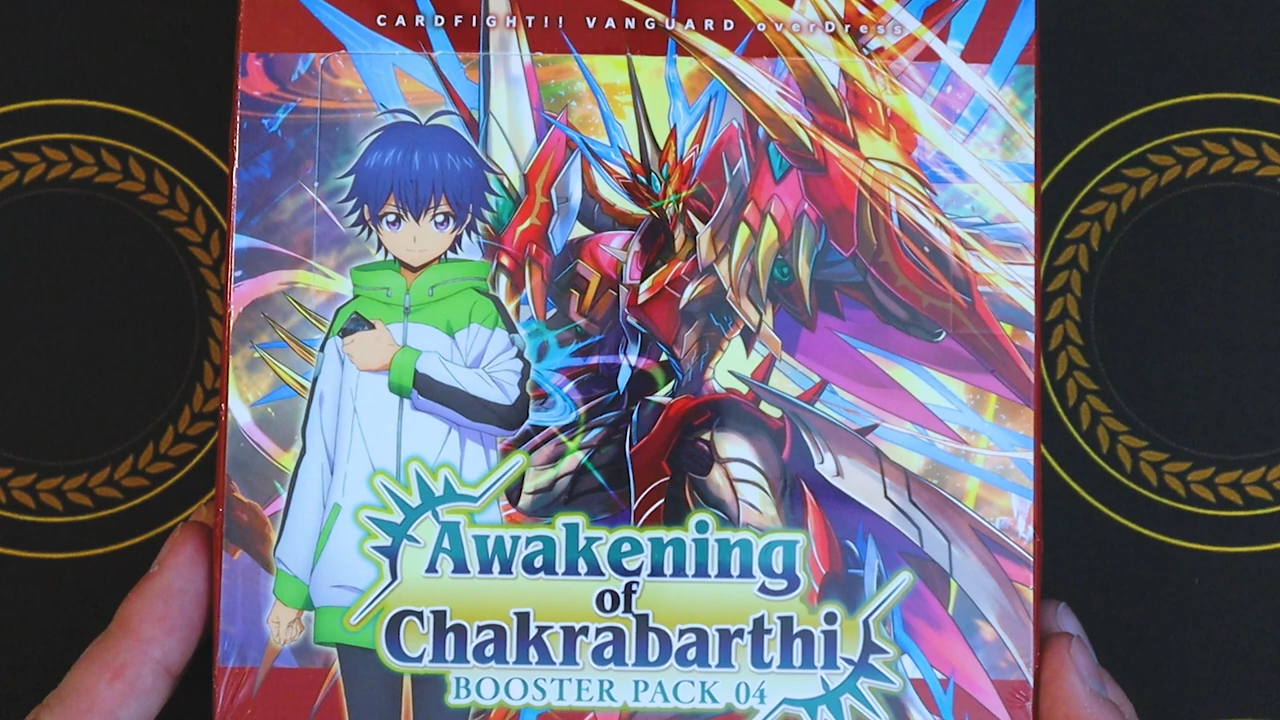 CARDFIGHT!! VANGUARD overDress
Awakening
of
Chakrabarthi
BOOSTER PACK 04